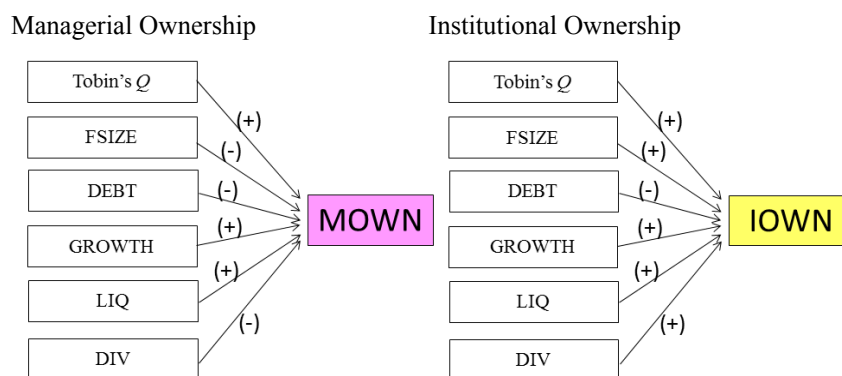 Managerial Ownership
Tobin's Q
FSIZE
DEBT
GROWTH
LIQ
DIV
(+)
(-)
(-)
(+)
(+)
(-)
MOWN
Institutional Ownership
Tobin's Q
FSIZE
DEBT
GROWTH
LIQ
DIV
(+)
(+)
(-)
(+)
(+)
(+)
IOWN